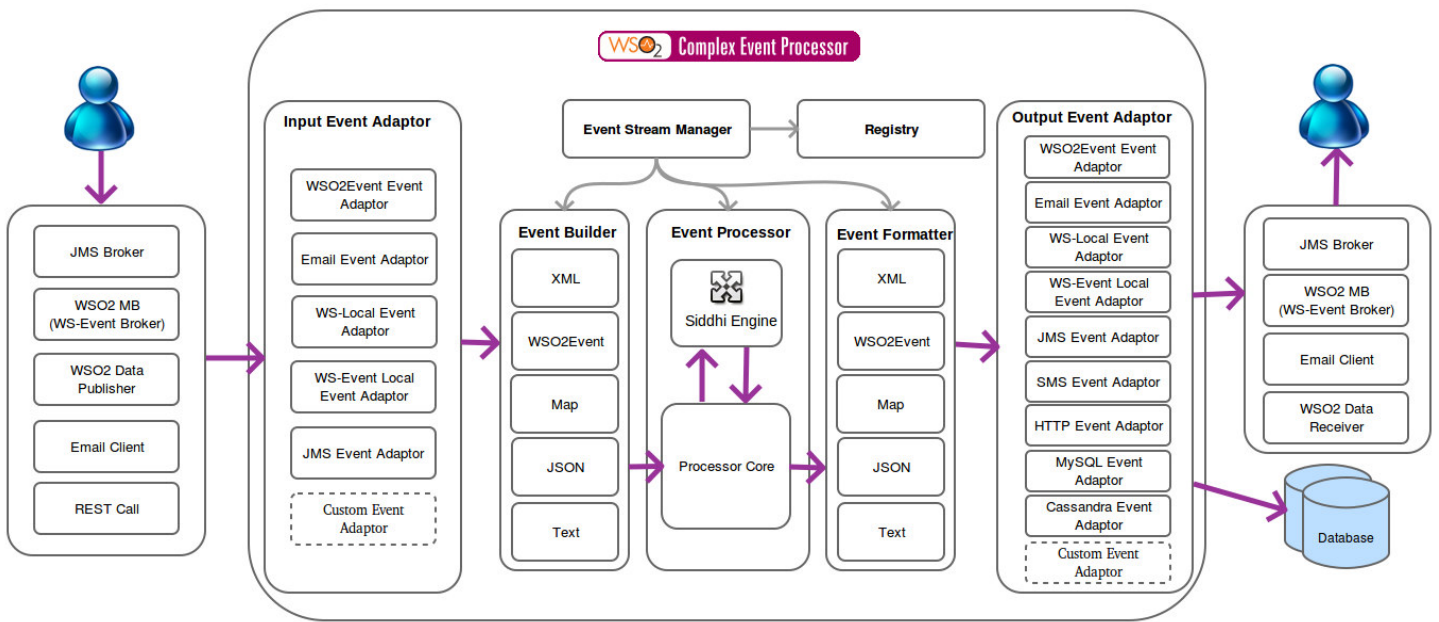 WSO2 Complex Event Processor
JMS Broker
WSO2 MB
(WS-Event Broker)
WSO2 Data
Publisher
Email Client
REST Call
Input Event Adaptor
WSO2Event Event
Adaptor
Email Event Adaptor
WS-Local Event
Adaptor
WS-Event Local
Event Adaptor
JMS Event Adaptor
Custom Event
Adaptor
Event Stream Manager
Registry
Event Builder
XML
WSO2Event
Map
JSON
Text
Event Processor
Siddhi Engine
Processor Core
Event Formatter
XML
WSO2Event
Map
JSON
Text
Output Event Adaptor
WSO2Event Event
Adaptor
Email Event Adaptor
WS-Local Event
Adaptor
WS-Event Local
Event Adaptor
JMS Event Adaptor
SMS Event Adaptor
HTTP Event Adaptor
MySQL Event
Adaptor
Cassandra Event
Adaptor
Custom Event
Adaptor
JMS Broker
WSO2 MB
(WS-Event Broker)
Email Client
WSO2 Data
Receiver
Database